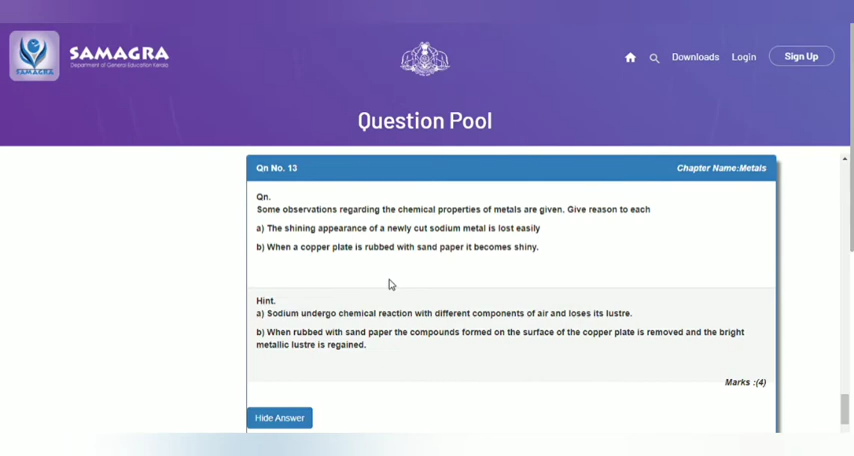 SAMAGRA
Department of General Education Kerala
SAMAGRA
Downloads Login Sign Up
Question Pool
Qn No. 13 Chapter Name:Metals
Qn.
Some observations regarding the chemical properties of metals are given. Give reason to each
a) The shining appearance of a newly cut sodium metal is lost easily
b) When a copper plate is rubbed with sand paper it becomes shiny.
Hint.
a) Sodium undergo chemical reaction with different components of air and loses its lustre.
b) When rubbed with sand paper the compounds formed on the surface of the copper plate is removed and the bright
metallic lustre is regained.
Marks :(4)
Hide Answer